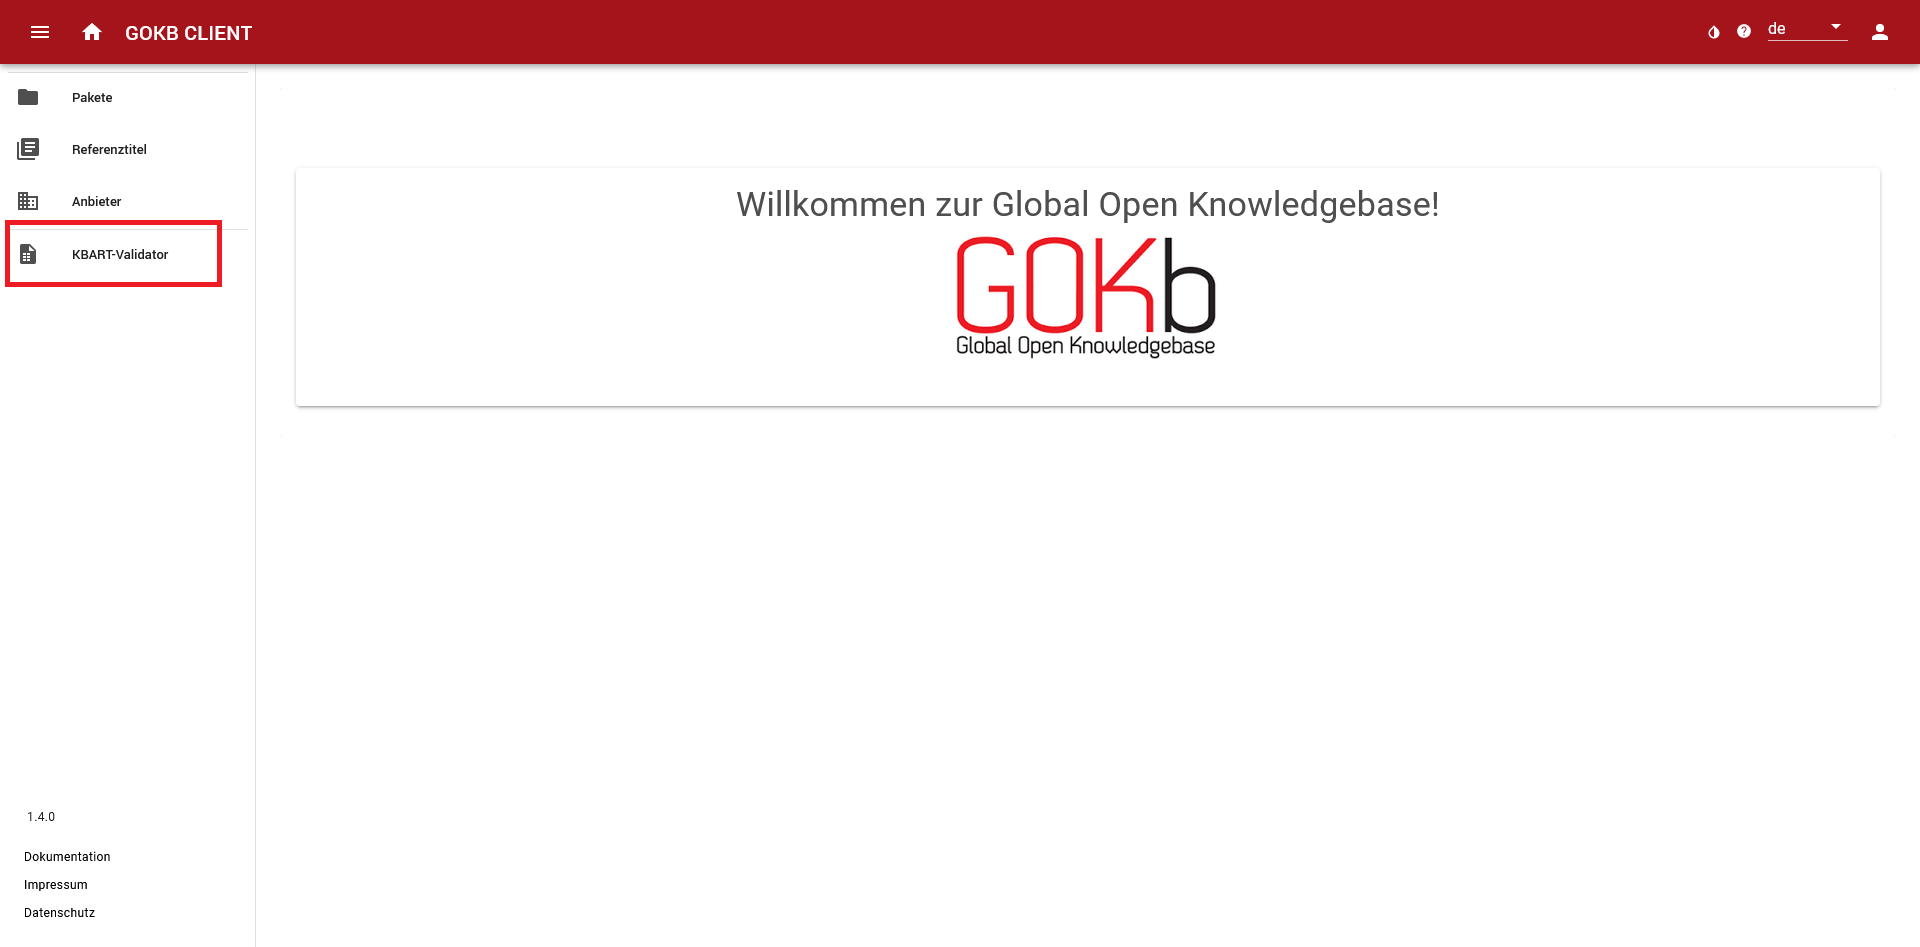 GOKB CLIENT
de
Pakete
Referenztitel
Anbieter
KBART-Validator
Willkommen zur Global Open Knowledgebase!
GOKb
Global Open Knowledgebase
1.4.0
Dokumentation
Impressum
Datenschutz